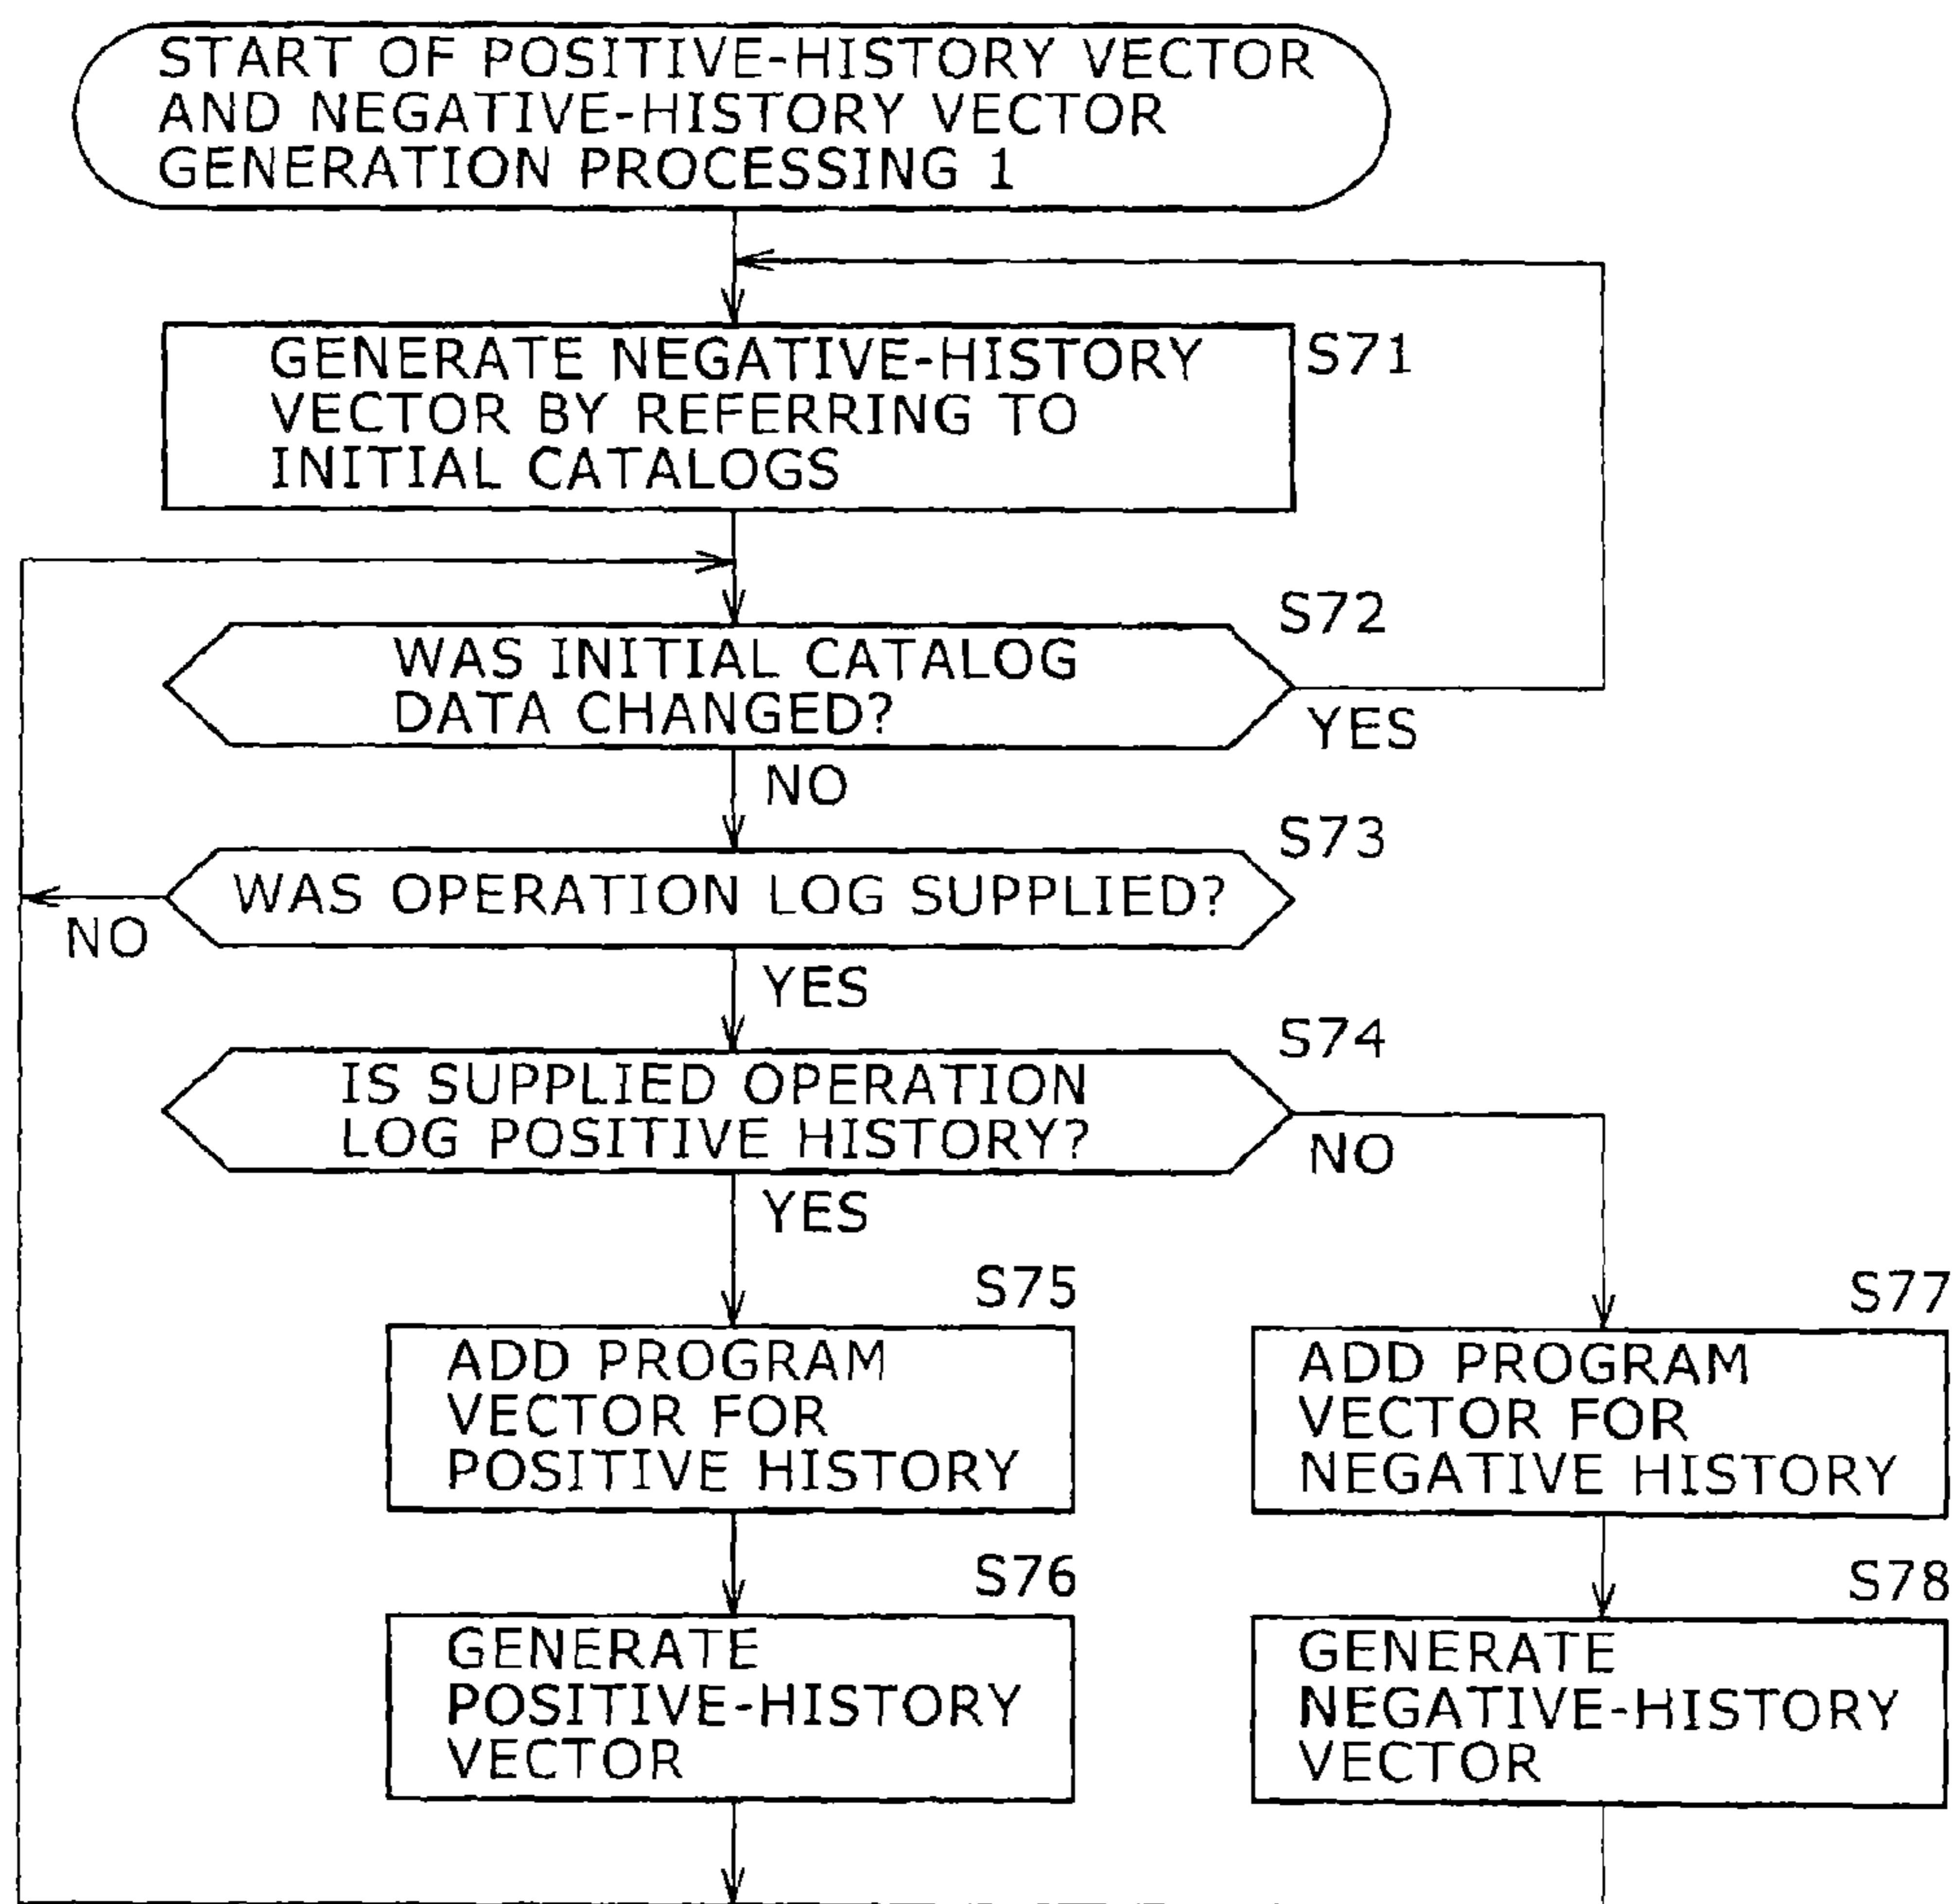 START OF POSITIVE-HISTORY VECTOR
AND NEGATIVE-HISTORY VECTOR
GENERATION PROCESSING 1
GENERATE NEGATIVE-HISTORY
VECTOR BY REFERRING TO
INITIAL CATALOGS
S71
S72
WAS INITIAL CATALOG
DATA CHANGED?
YES
NO
S73
WAS OPERATION LOG SUPPLIED?
NO
YES
S74
IS SUPPLIED OPERATION
LOG POSITIVE HISTORY?
NO
YES
S75
ADD PROGRAM
VECTOR FOR
POSITIVE HISTORY
S77
ADD PROGRAM
VECTOR FOR
NEGATIVE HISTORY
S76
GENERATE
POSITIVE-HISTORY
VECTOR
S78
GENERATE
NEGATIVE-HISTORY
VECTOR